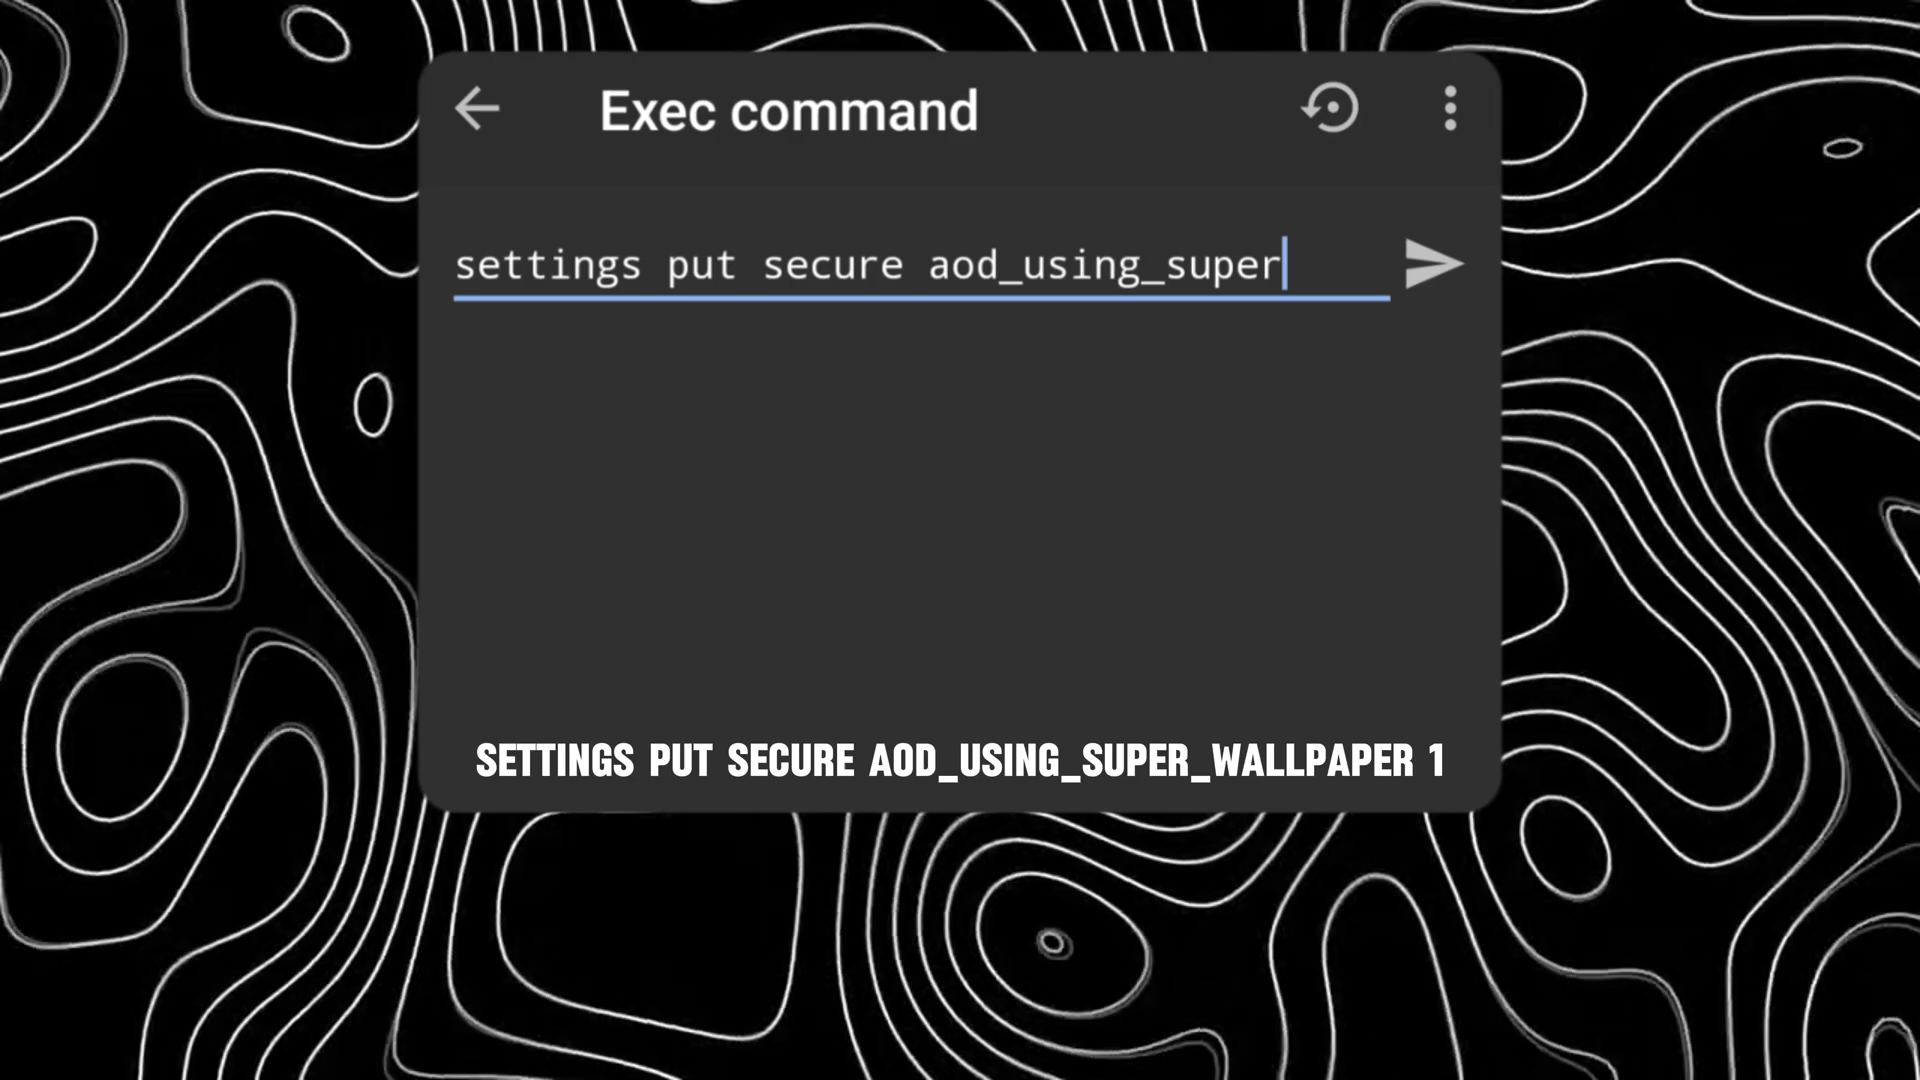 Exec command
settings put secure aod_using_super
SETTINGS PUT SECURE AOD_USING_SUPER_WALLPAPER 1